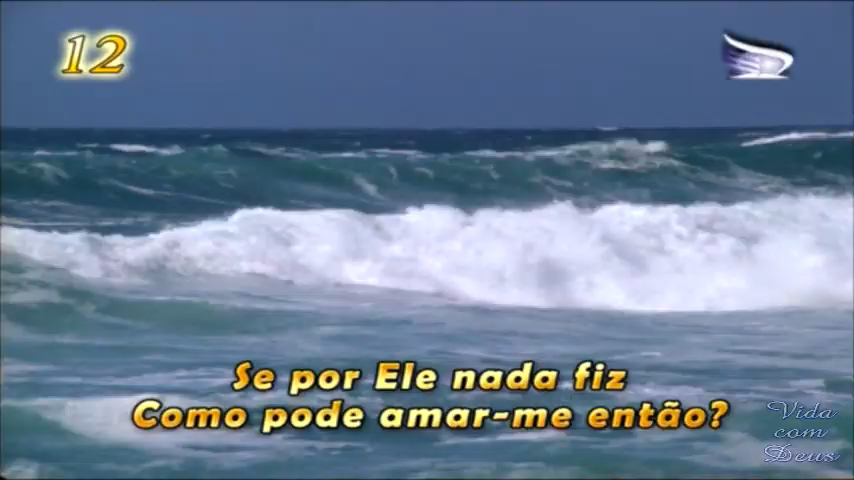 12
Se por Ele nada fiz
Como pode amar-me então?
Vida
com
Deus